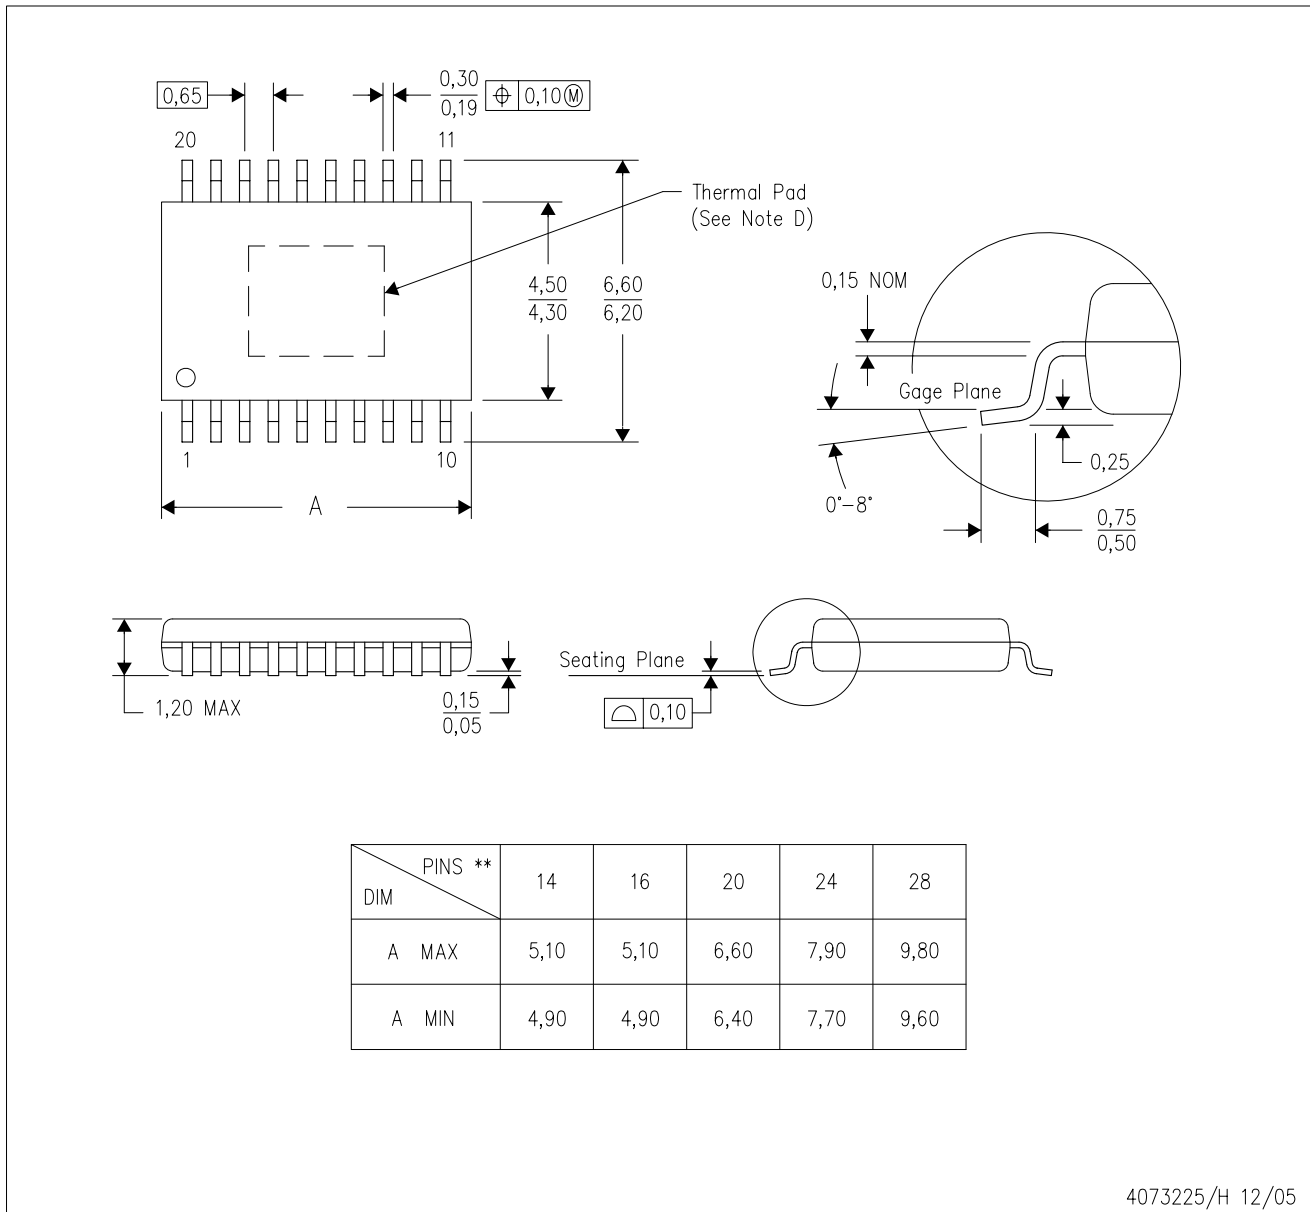 0,65
0,30
0,19
⌖ 0,10 Ⓜ
20
11
Thermal Pad
(See Note D)
4,50
4,30
6,60
6,20
1
10
A
0,15 NOM
Gage Plane
0,25
0°–8°
0,75
0,50
1,20 MAX
0,15
0,05
Seating Plane
⌓ 0,10
PINS ** 14 16 20 24 28
DIM
A MAX 5,10 5,10 6,60 7,90 9,80
A MIN 4,90 4,90 6,40 7,70 9,60
4073225/H 12/05